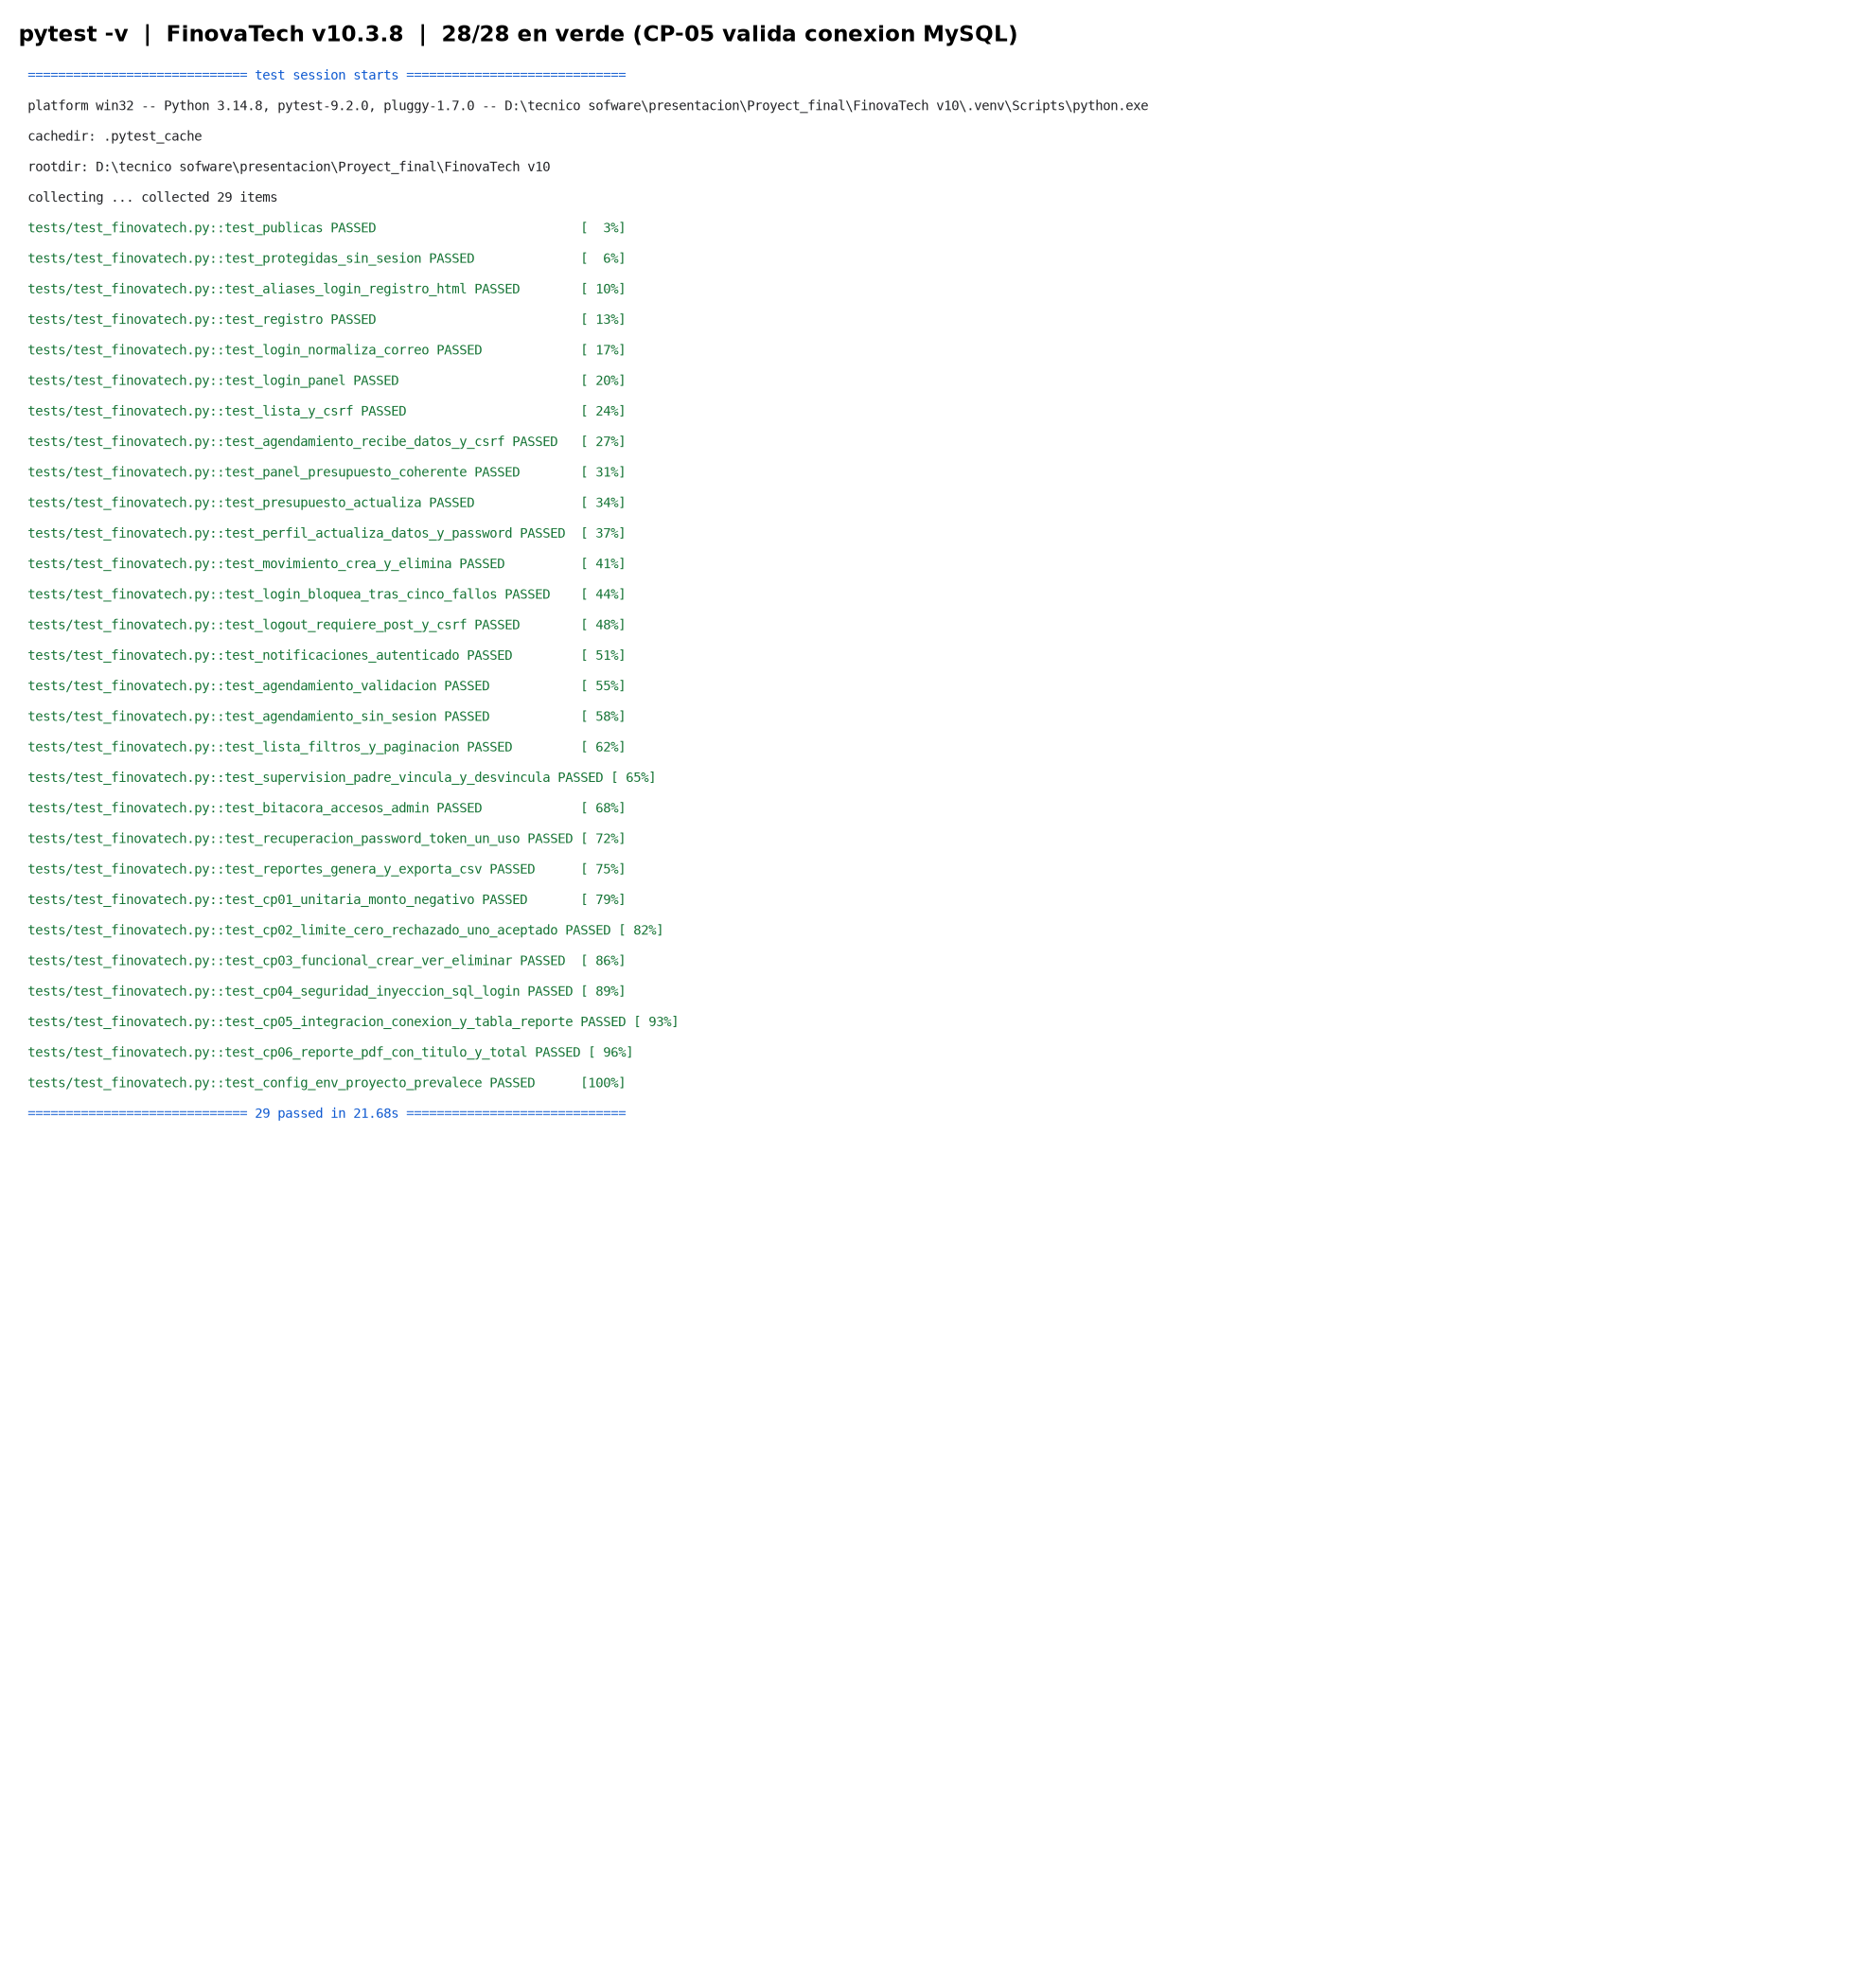 pytest -v | FinovaTech v10.3.8 | 28/28 en verde (CP-05 valida conexion MySQL)
============================= test session starts =============================
platform win32 -- Python 3.14.8, pytest-9.2.0, pluggy-1.7.0 -- D:\tecnico sofware\presentacion\Proyect_final\FinovaTech v10\.venv\Scripts\python.exe
cachedir: .pytest_cache
rootdir: D:\tecnico sofware\presentacion\Proyect_final\FinovaTech v10
collecting ... collected 29 items
tests/test_finovatech.py::test_publicas PASSED                           [  3%]
tests/test_finovatech.py::test_protegidas_sin_sesion PASSED              [  6%]
tests/test_finovatech.py::test_aliases_login_registro_html PASSED        [ 10%]
tests/test_finovatech.py::test_registro PASSED                           [ 13%]
tests/test_finovatech.py::test_login_normaliza_correo PASSED             [ 17%]
tests/test_finovatech.py::test_login_panel PASSED                        [ 20%]
tests/test_finovatech.py::test_lista_y_csrf PASSED                       [ 24%]
tests/test_finovatech.py::test_agendamiento_recibe_datos_y_csrf PASSED   [ 27%]
tests/test_finovatech.py::test_panel_presupuesto_coherente PASSED        [ 31%]
tests/test_finovatech.py::test_presupuesto_actualiza PASSED              [ 34%]
tests/test_finovatech.py::test_perfil_actualiza_datos_y_password PASSED  [ 37%]
tests/test_finovatech.py::test_movimiento_crea_y_elimina PASSED          [ 41%]
tests/test_finovatech.py::test_login_bloquea_tras_cinco_fallos PASSED    [ 44%]
tests/test_finovatech.py::test_logout_requiere_post_y_csrf PASSED        [ 48%]
tests/test_finovatech.py::test_notificaciones_autenticado PASSED         [ 51%]
tests/test_finovatech.py::test_agendamiento_validacion PASSED            [ 55%]
tests/test_finovatech.py::test_agendamiento_sin_sesion PASSED            [ 58%]
tests/test_finovatech.py::test_lista_filtros_y_paginacion PASSED         [ 62%]
tests/test_finovatech.py::test_supervision_padre_vincula_y_desvincula PASSED [ 65%]
tests/test_finovatech.py::test_bitacora_accesos_admin PASSED             [ 68%]
tests/test_finovatech.py::test_recuperacion_password_token_un_uso PASSED [ 72%]
tests/test_finovatech.py::test_reportes_genera_y_exporta_csv PASSED      [ 75%]
tests/test_finovatech.py::test_cp01_unitaria_monto_negativo PASSED       [ 79%]
tests/test_finovatech.py::test_cp02_limite_cero_rechazado_uno_aceptado PASSED [ 82%]
tests/test_finovatech.py::test_cp03_funcional_crear_ver_eliminar PASSED  [ 86%]
tests/test_finovatech.py::test_cp04_seguridad_inyeccion_sql_login PASSED [ 89%]
tests/test_finovatech.py::test_cp05_integracion_conexion_y_tabla_reporte PASSED [ 93%]
tests/test_finovatech.py::test_cp06_reporte_pdf_con_titulo_y_total PASSED [ 96%]
tests/test_finovatech.py::test_config_env_proyecto_prevalece PASSED      [100%]
============================= 29 passed in 21.68s =============================